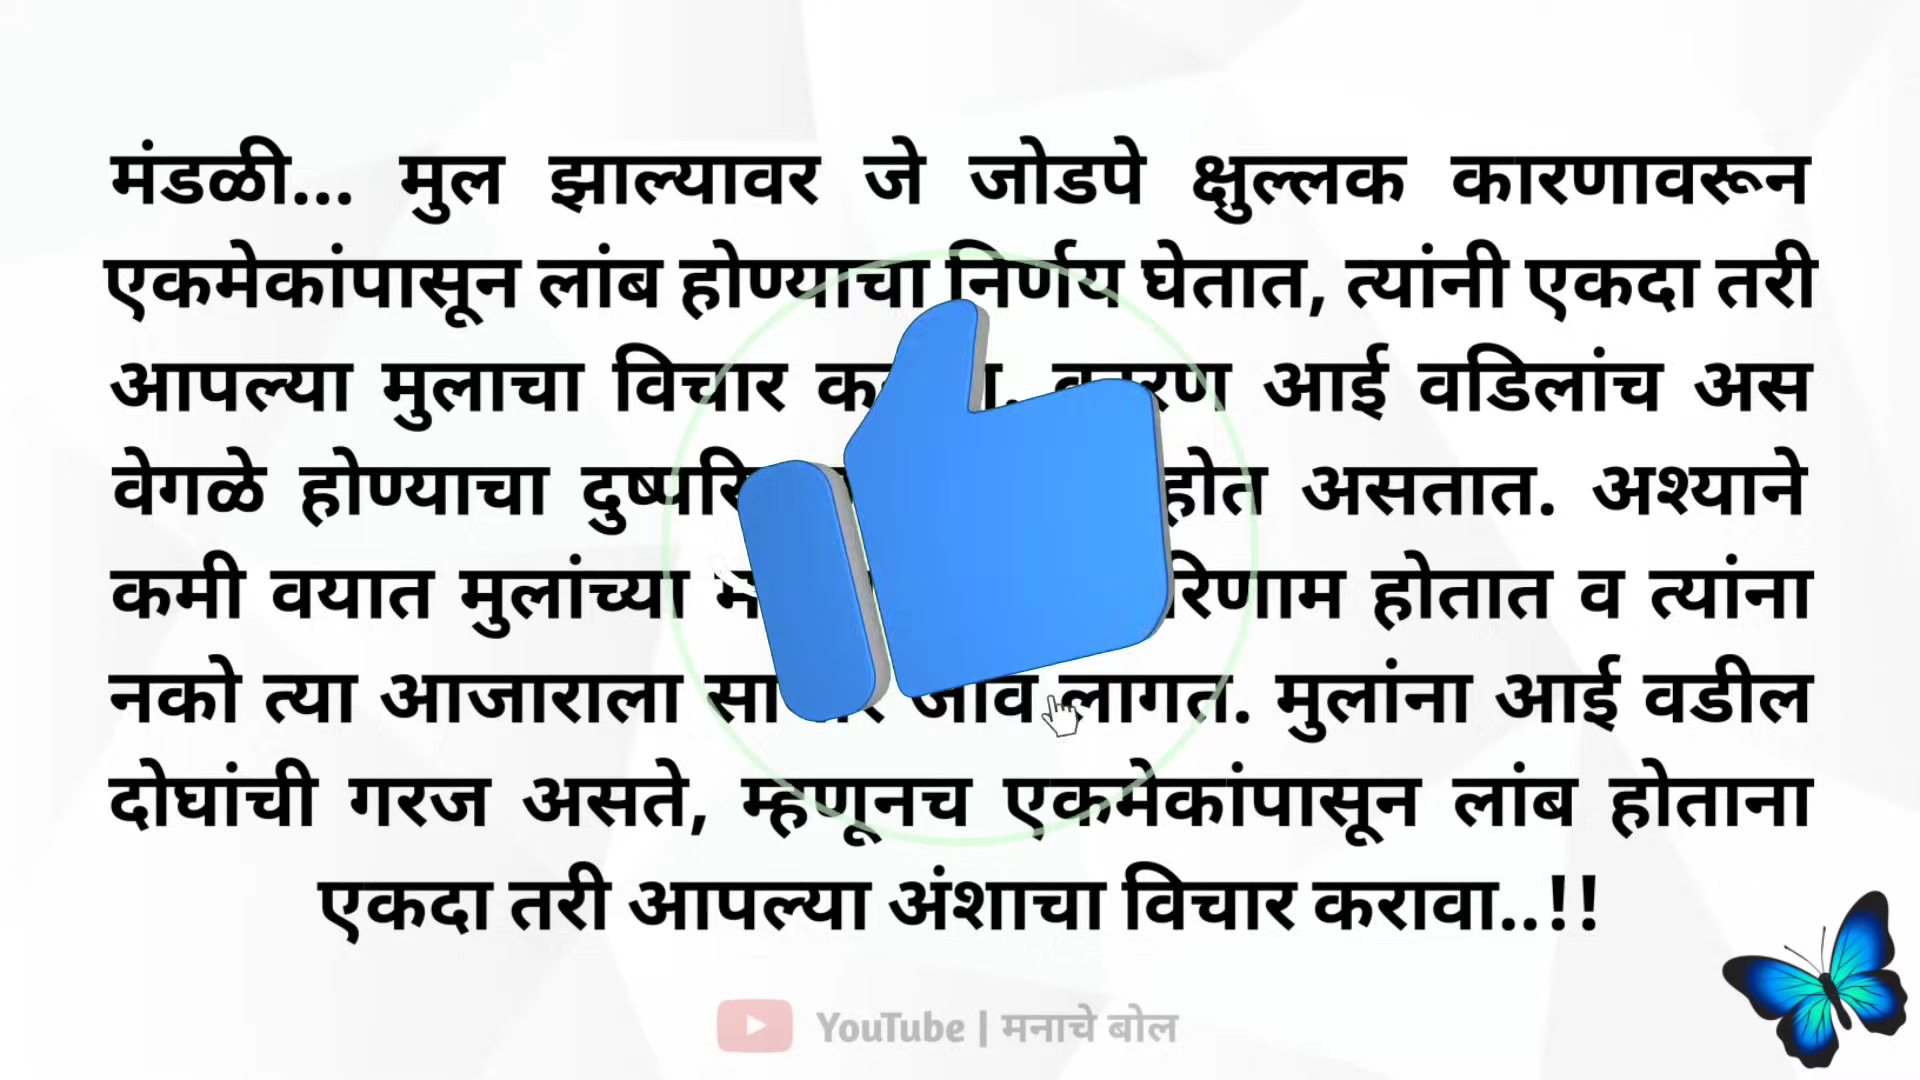 मंडळी... मुल झाल्यावर जे जोडपे क्षुल्लक कारणावरून
एकमेकांपासून लांब होण्याचा निर्णय घेतात, त्यांनी एकदा तरी
आपल्या मुलाचा विचार कारण आई वडिलांच अस
वेगळे होण्याचा होत असतात. अश्याने
कमी वयात मुलांच्या होतात व त्यांना
नको त्या आजाराला लागत. मुलांना आई वडील
दोघांची गरज असते, म्हणूनच एकमेकांपासून लांब होताना
एकदा तरी आपल्या अंशाचा विचार करावा..!!
YouTube | मनाचे बोल